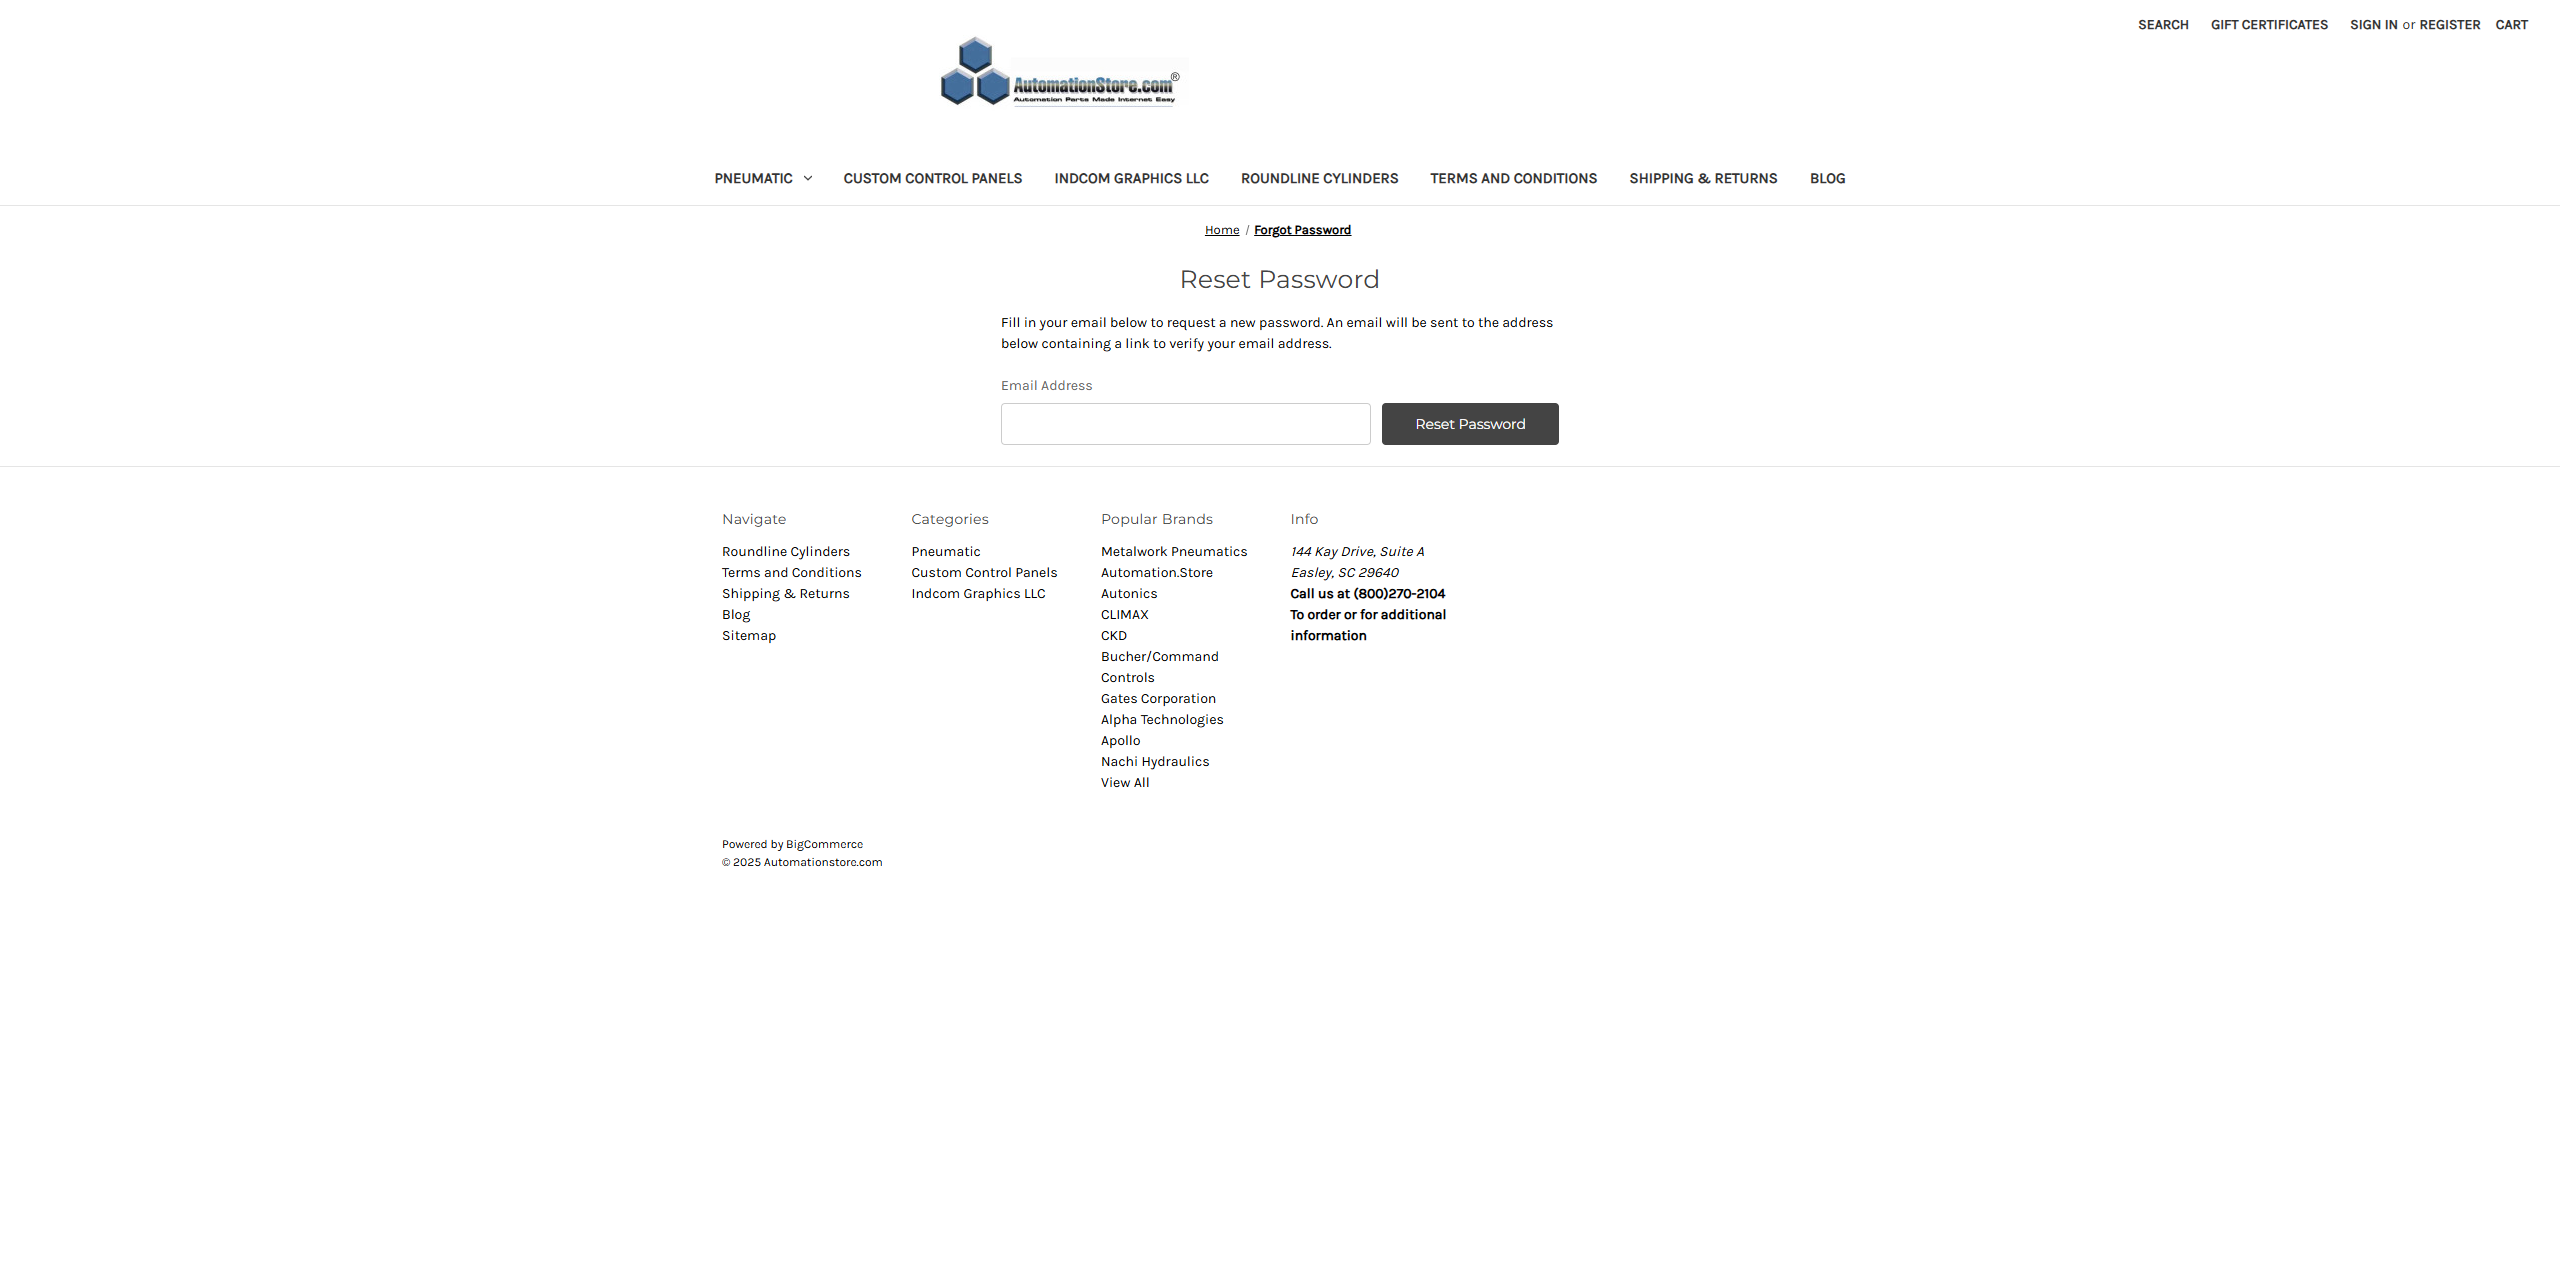 SEARCH GIFT CERTIFICATES SIGN IN or REGISTER CART
AutomationStore.com®
Automation Parts Made Internet Easy
PNEUMATIC CUSTOM CONTROL PANELS INDCOM GRAPHICS LLC ROUNDLINE CYLINDERS TERMS AND CONDITIONS SHIPPING & RETURNS BLOG
Home / Forgot Password
Reset Password
Fill in your email below to request a new password. An email will be sent to the address
below containing a link to verify your email address.
Email Address
Reset Password
Navigate
Roundline Cylinders
Terms and Conditions
Shipping & Returns
Blog
Sitemap
Categories
Pneumatic
Custom Control Panels
Indcom Graphics LLC
Popular Brands
Metalwork Pneumatics
Automation.Store
Autonics
CLIMAX
CKD
Bucher/Command
Controls
Gates Corporation
Alpha Technologies
Apollo
Nachi Hydraulics
View All
Info
144 Kay Drive, Suite A
Easley, SC 29640
Call us at (800)270-2104
To order or for additional
information
Powered by BigCommerce
© 2025 Automationstore.com